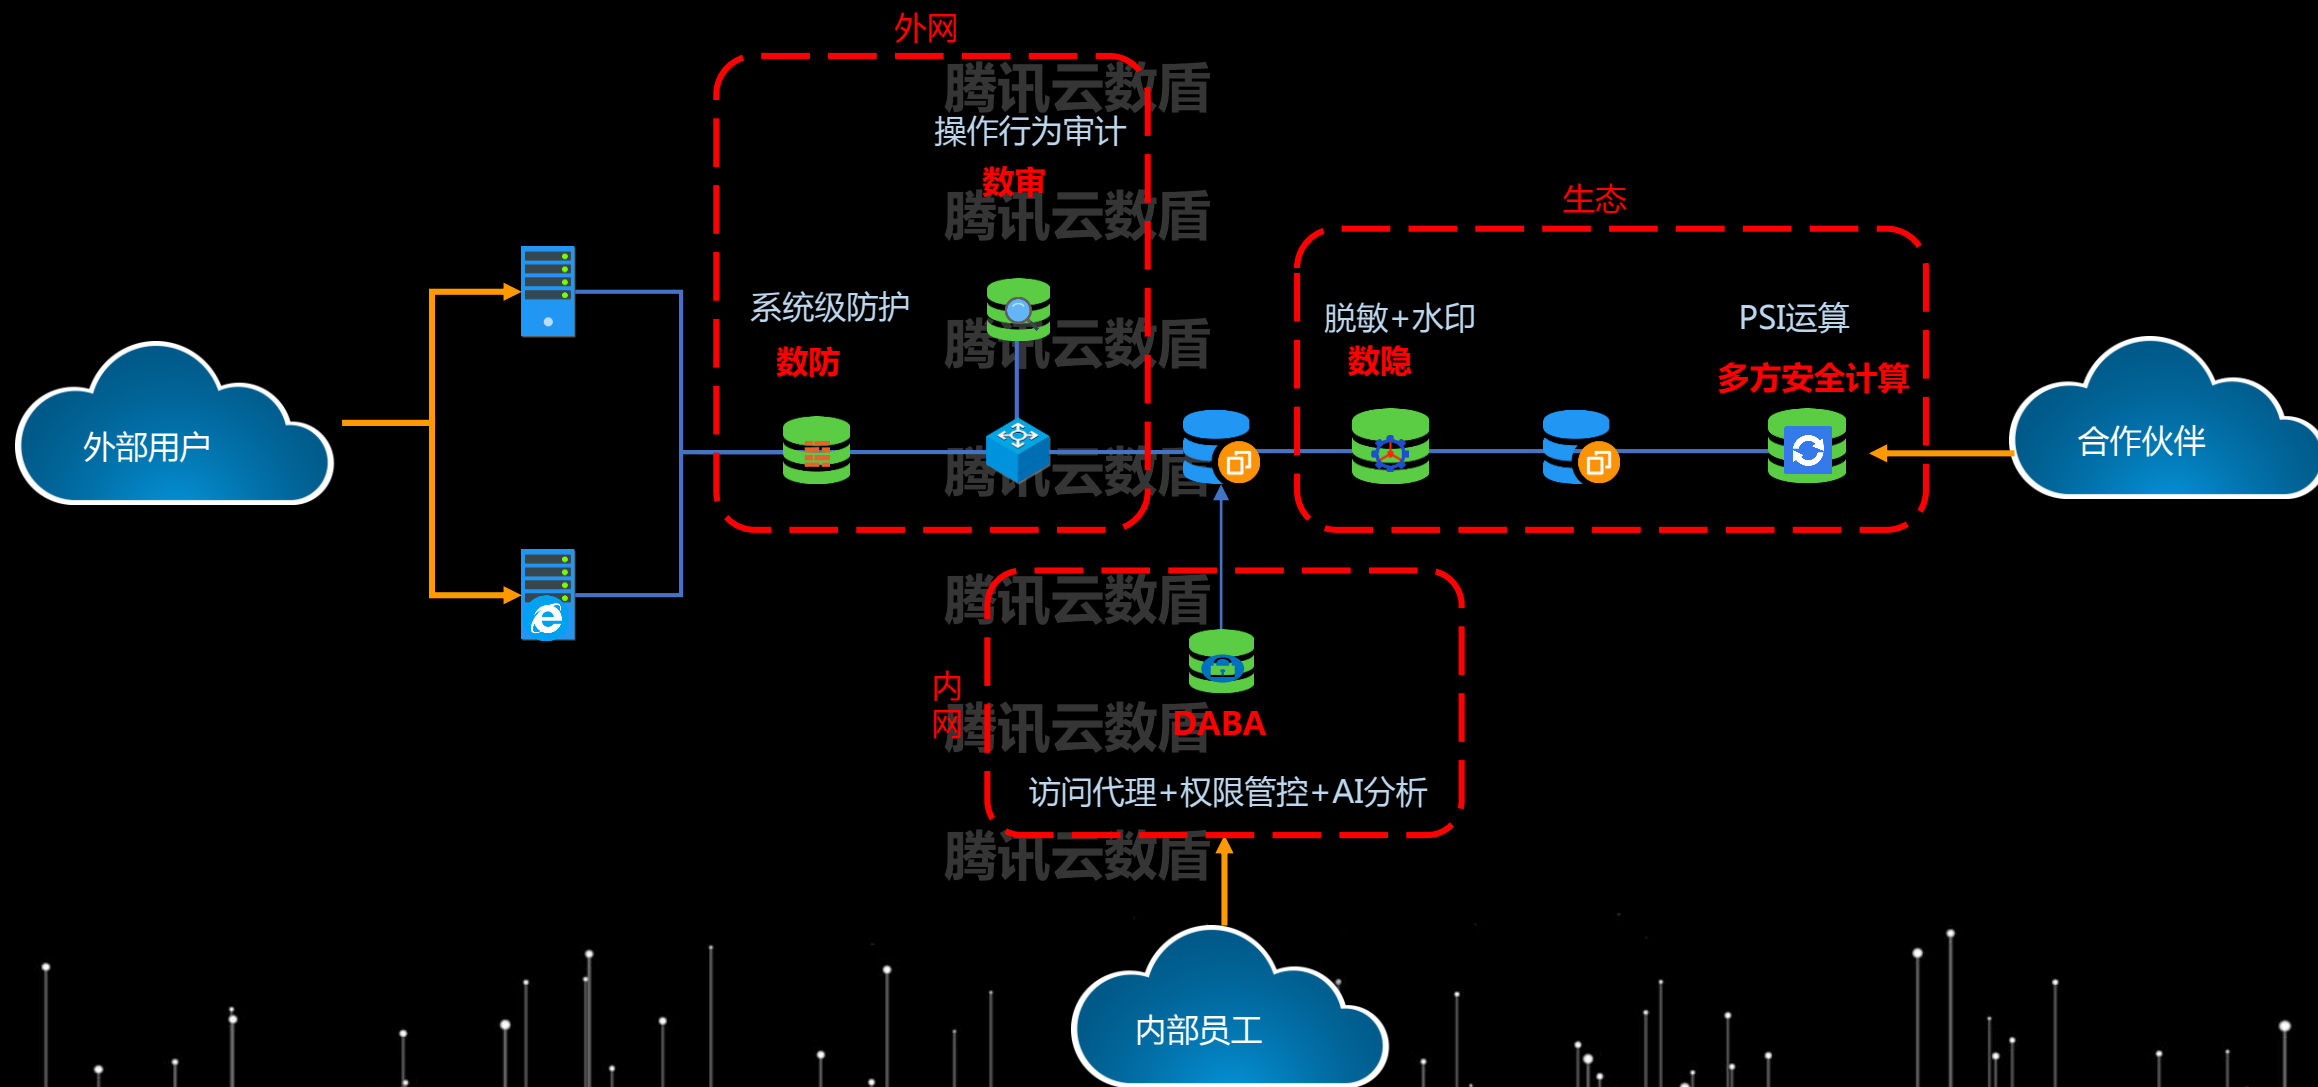 外网
腾讯云数盾
操作行为审计
数审
腾讯云数盾
生态
系统级防护
数防
腾讯云数盾
脱敏+水印
数隐
PSI运算
多方安全计算
外部用户
合作伙伴
腾讯云数盾
腾讯云数盾
内
网
腾讯云数盾
DABA
访问代理+权限管控+AI分析
腾讯云数盾
内部员工